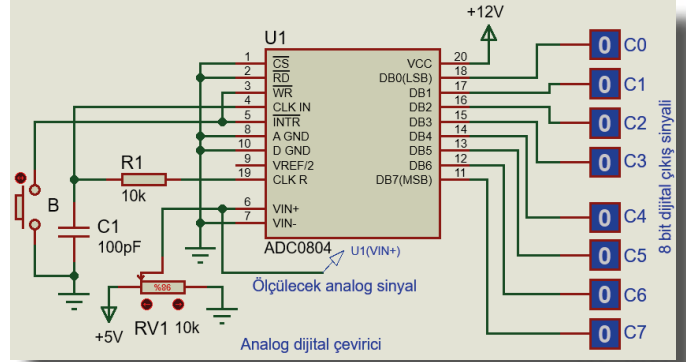 +12V
U1
1 CS VCC 20
2 RD DB0(LSB) 18
3 WR DB1 17
4 CLK IN DB2 16
5 INTR DB3 15
8 A GND DB4 14
10 D GND DB5 13
9 VREF/2 DB6 12
19 CLK R DB7(MSB) 11
6 VIN+
7 VIN-
ADC0804
U1(VIN+)
Ölçülecek analog sinyal
R1
10k
B
C1
100pF
%86
+5V
RV1 10k
Analog dijital çevirici
0 C0
0 C1
0 C2
0 C3
0 C4
0 C5
0 C6
0 C7
8 bit dijital çıkış sinyali